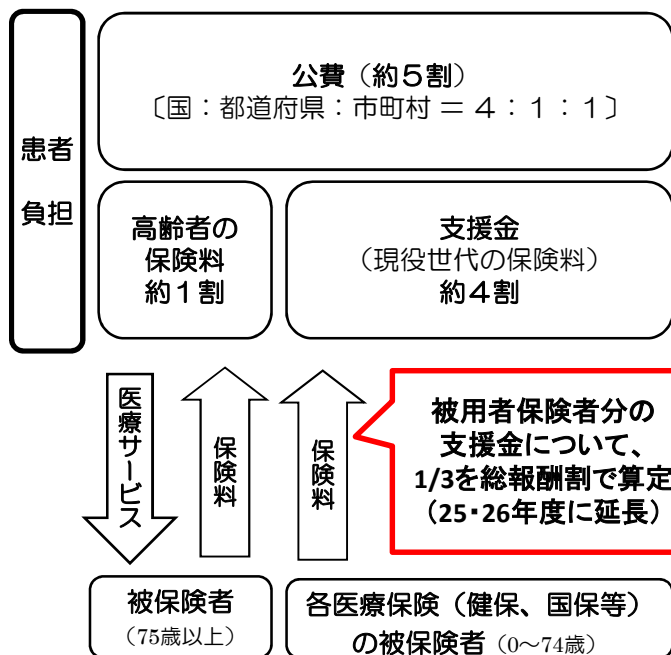 患者
負担
公費（約５割）
〔国：都道府県：市町村 ＝ ４：１：１〕
高齢者の
保険料
約１割
支援金
（現役世代の保険料）
約４割
医療サービス
保険料
保険料
被用者保険者分の
支援金について、
1/3を総報酬割で算定
（25・26年度に延長）
被保険者
（75歳以上）
各医療保険（健保、国保等）
の被保険者（0～74歳）